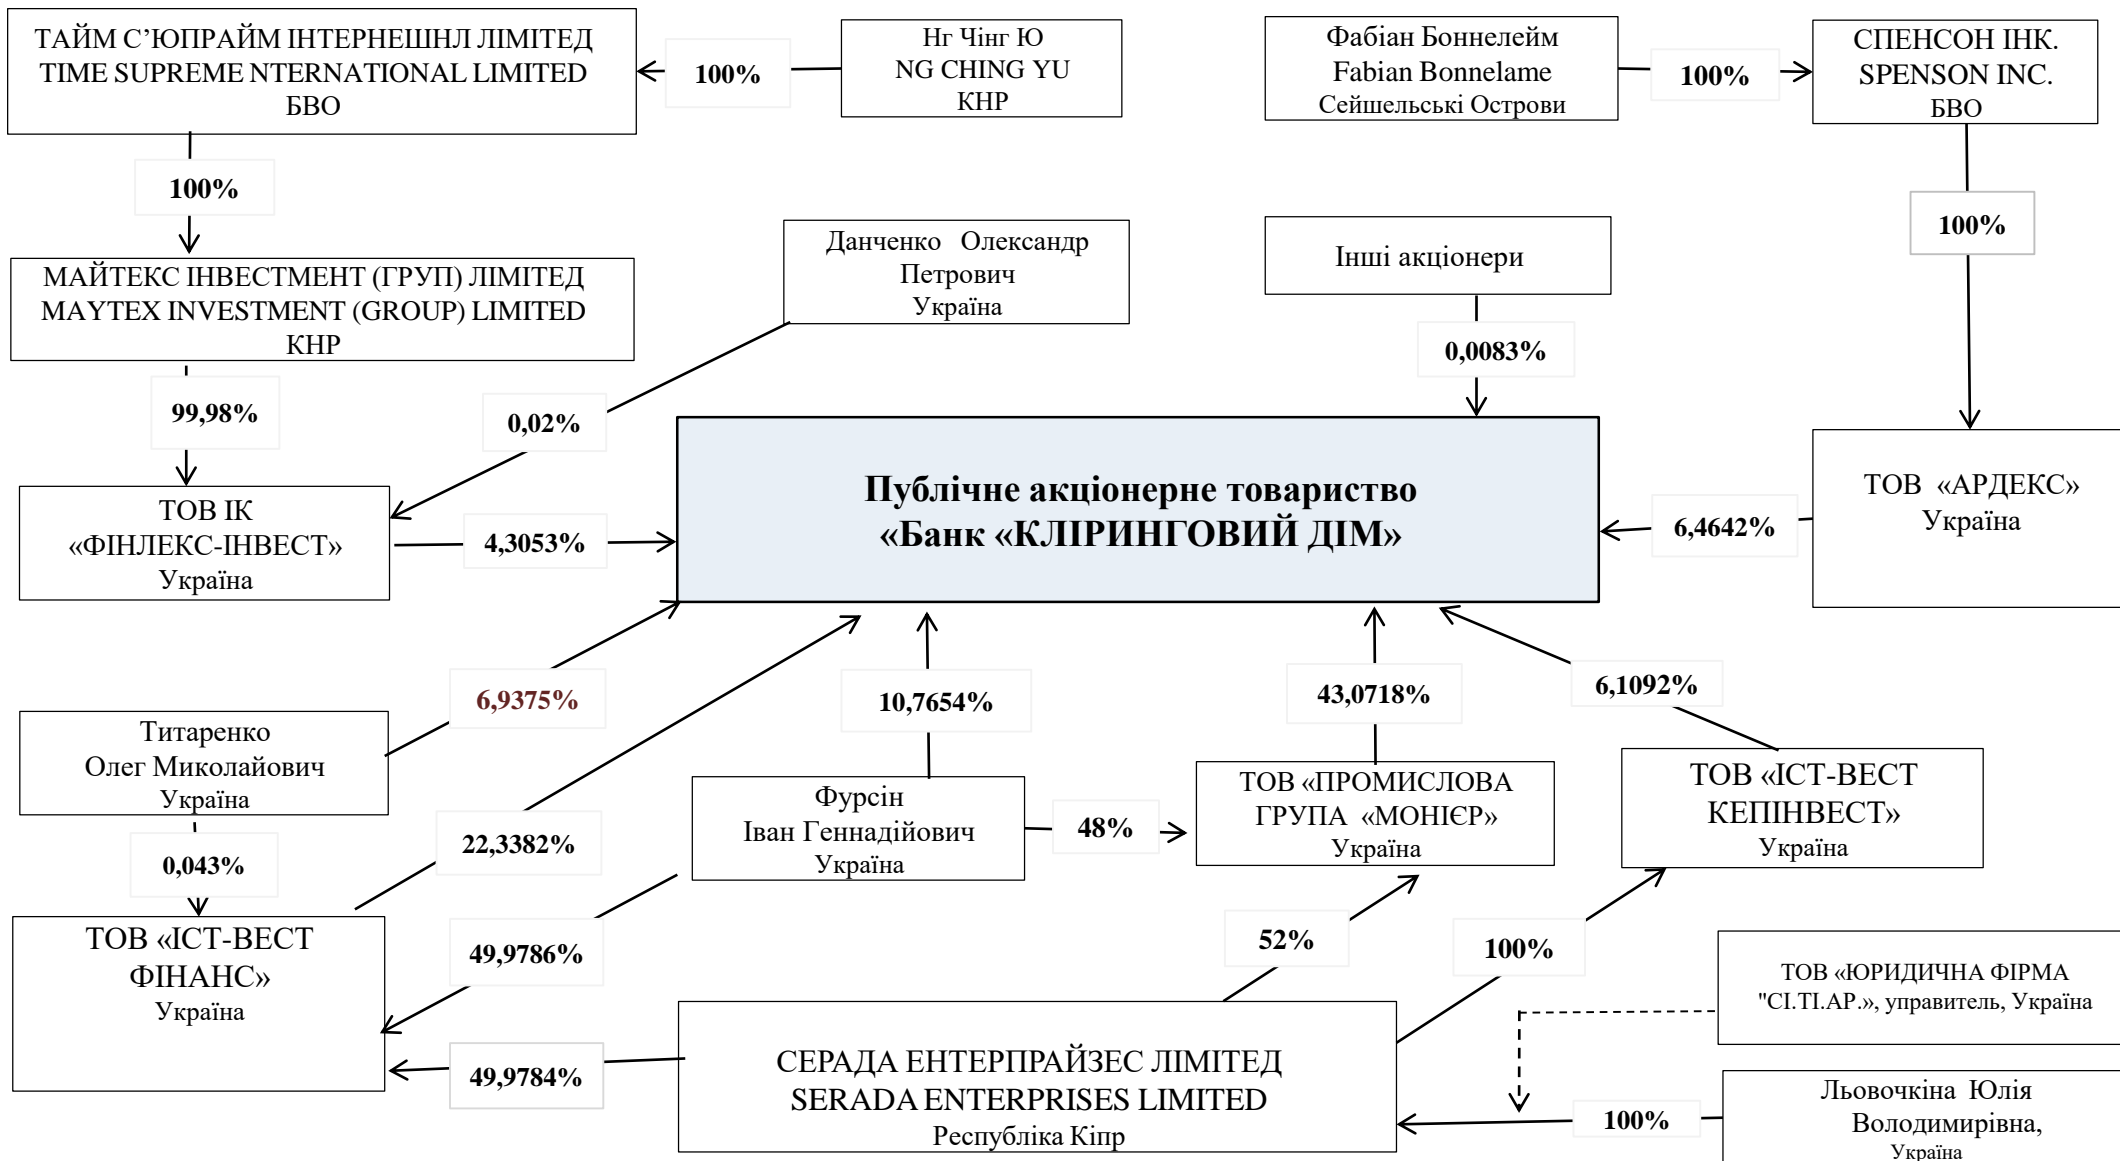 ТАЙМ С’ЮПРАЙМ ІНТЕРНЕШНЛ ЛІМІТЕД
TIME SUPREME NTERNATIONAL LIMITED
БВО
100%
Нг Чінг Ю
NG CHING YU
КНР
Фабіан Боннелейм
Fabian Bonnelame
Сейшельські Острови
100%
СПЕНСОН ІНК.
SPENSON INC.
БВО
100%
100%
МАЙТЕКС ІНВЕСТМЕНТ (ГРУП) ЛІМІТЕД
MAYTEX INVESTMENT (GROUP) LIMITED
КНР
Данченко Олександр
Петрович
Україна
Інші акціонери
0,0083%
99,98%
0,02%
ТОВ ІК
«ФІНЛЕКС-ІНВЕСТ»
Україна
4,3053%
Публічне акціонерне товариство
«Банк «КЛІРИНГОВИЙ ДІМ»
6,4642%
ТОВ «АРДЕКС»
Україна
6,9375%
10,7654%
43,0718%
6,1092%
Титаренко
Олег Миколайович
Україна
0,043%
22,3382%
Фурсін
Іван Геннадійович
Україна
48%
ТОВ «ПРОМИСЛОВА
ГРУПА «МОНІЄР»
Україна
ТОВ «ІСТ-ВЕСТ
КЕПІНВЕСТ»
Україна
ТОВ «ІСТ-ВЕСТ
ФІНАНС»
Україна
49,9786%
52%
100%
ТОВ «ЮРИДИЧНА ФІРМА
"СІ.ТІ.АР.», управитель, Україна
49,9784%
СЕРАДА ЕНТЕРПРАЙЗЕС ЛІМІТЕД
SERADA ENTERPRISES LIMITED
Республіка Кіпр
100%
Льовочкіна Юлія
Володимирівна,
Україна